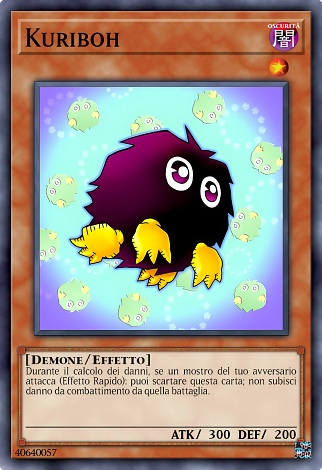 Kuriboh
OSCURITÀ
闇
[Demone/Effetto]
Durante il calcolo dei danni, se un mostro del tuo avversario
attacca (Effetto Rapido): puoi scartare questa carta; non subisci
danno da combattimento da quella battaglia.
ATK/ 300 DEF/ 200
40640057